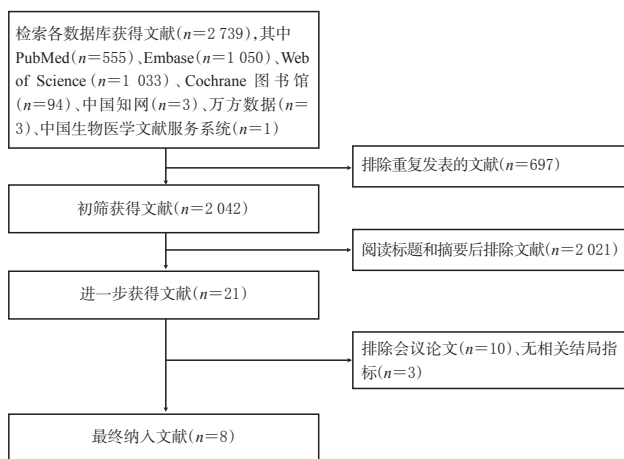 检索各数据库获得文献(n=2 739),其中
PubMed(n=555)、Embase(n=1 050)、Web
of Science(n=1 033)、Cochrane 图书馆
(n=94)、中国知网(n=3)、万方数据(n=
3)、中国生物医学文献服务系统(n=1)
排除重复发表的文献(n=697)
初筛获得文献(n=2 042)
阅读标题和摘要后排除文献(n=2 021)
进一步获得文献(n=21)
排除会议论文(n=10)、无相关结局指
标(n=3)
最终纳入文献(n=8)